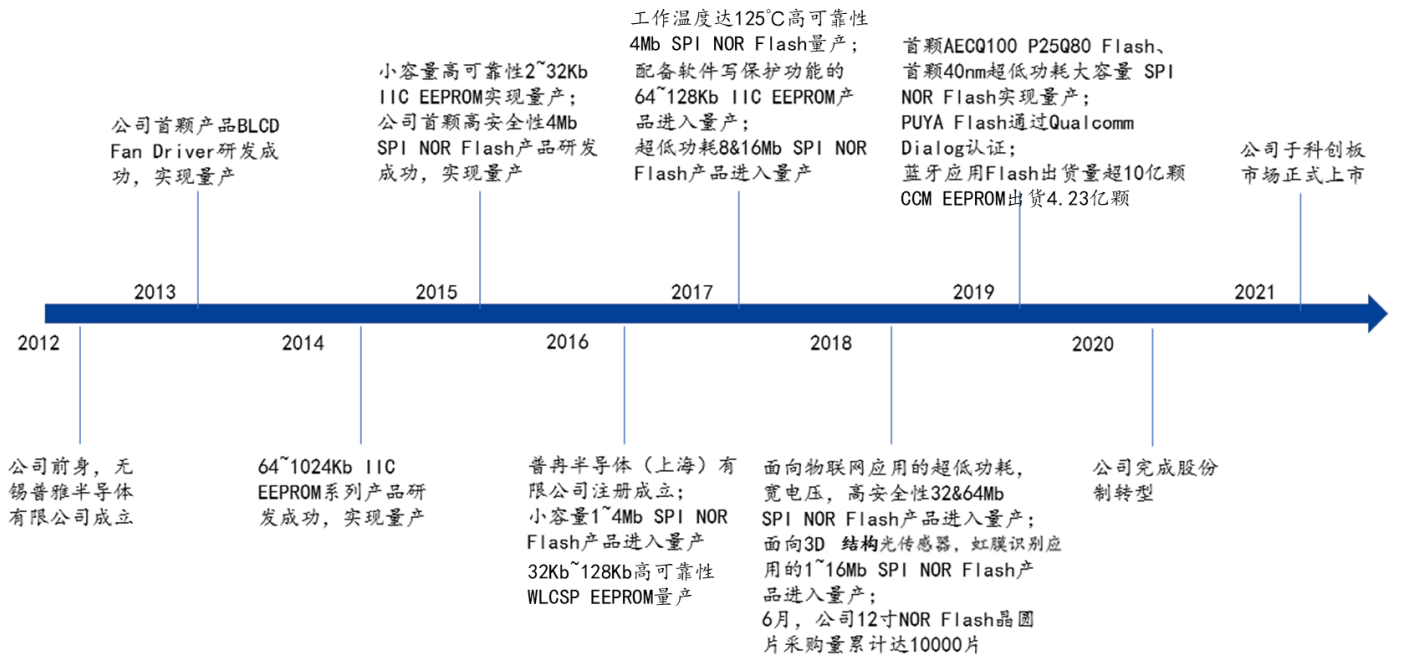 2012
公司前身，无
锡普雅半导体
有限公司成立
2013
公司首颗产品BLCD
Fan Driver研发成
功，实现量产
2014
64~1024Kb IIC
EEPROM系列产品研
发成功，实现量产
2015
小容量高可靠性2~32Kb
IIC EEPROM实现量产；
公司首颗高安全性4Mb
SPI NOR Flash产品研发
成功，实现量产
2016
普冉半导体（上海）有
限公司注册成立；
小容量1~4Mb SPI NOR
Flash产品进入量产
32Kb~128Kb高可靠性
WLCSP EEPROM量产
2017
工作温度达125℃高可靠性
4Mb SPI NOR Flash量产；
配备软件写保护功能的
64~128Kb IIC EEPROM产
品进入量产；
超低功耗8&16Mb SPI NOR
Flash产品进入量产
2018
面向物联网应用的超低功耗，
宽电压，高安全性32&64Mb
SPI NOR Flash产品进入量产；
面向3D 结构光传感器，虹膜识别应
用的1~16Mb SPI NOR Flash产
品进入量产；
6月，公司12寸NOR Flash晶圆
片采购量累计达10000片
2019
首颗AECQ100 P25Q80 Flash、
首颗40nm超低功耗大容量 SPI
NOR Flash实现量产；
PUYA Flash通过Qualcomm
Dialog认证；
蓝牙应用Flash出货量超10亿颗
CCM EEPROM出货4.23亿颗
2020
公司完成股份
制转型
2021
公司于科创板
市场正式上市